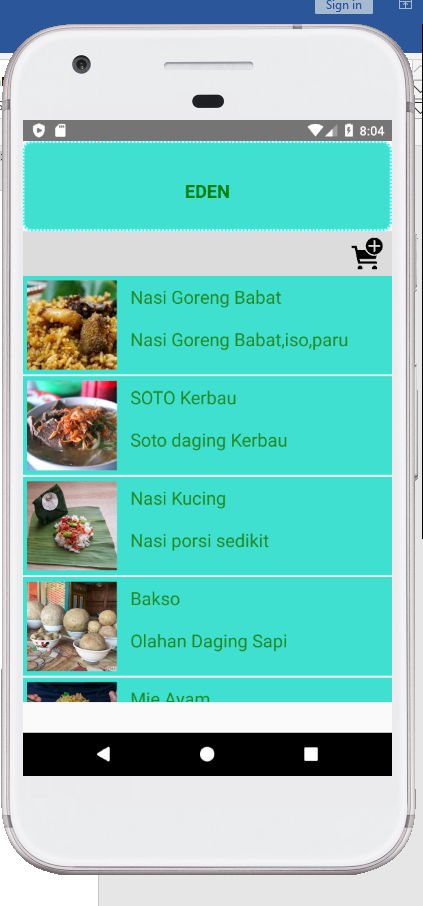 Sign in
8:04
EDEN
Nasi Goreng Babat
Nasi Goreng Babat,iso,paru
SOTO Kerbau
Soto daging Kerbau
Nasi Kucing
Nasi porsi sedikit
Bakso
Olahan Daging Sapi
Mie Ayam